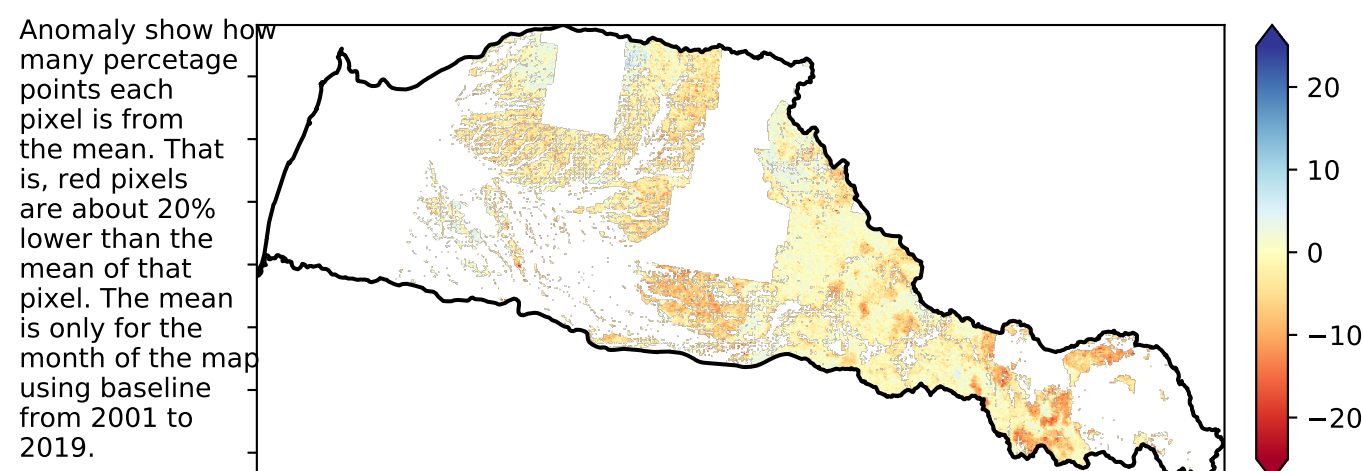 Anomaly show how
many percetage
points each
pixel is from
the mean. That
is, red pixels
are about 20%
lower than the
mean of that
pixel. The mean
is only for the
month of the map
using baseline
from 2001 to
2019.
20
10
0
−10
−20